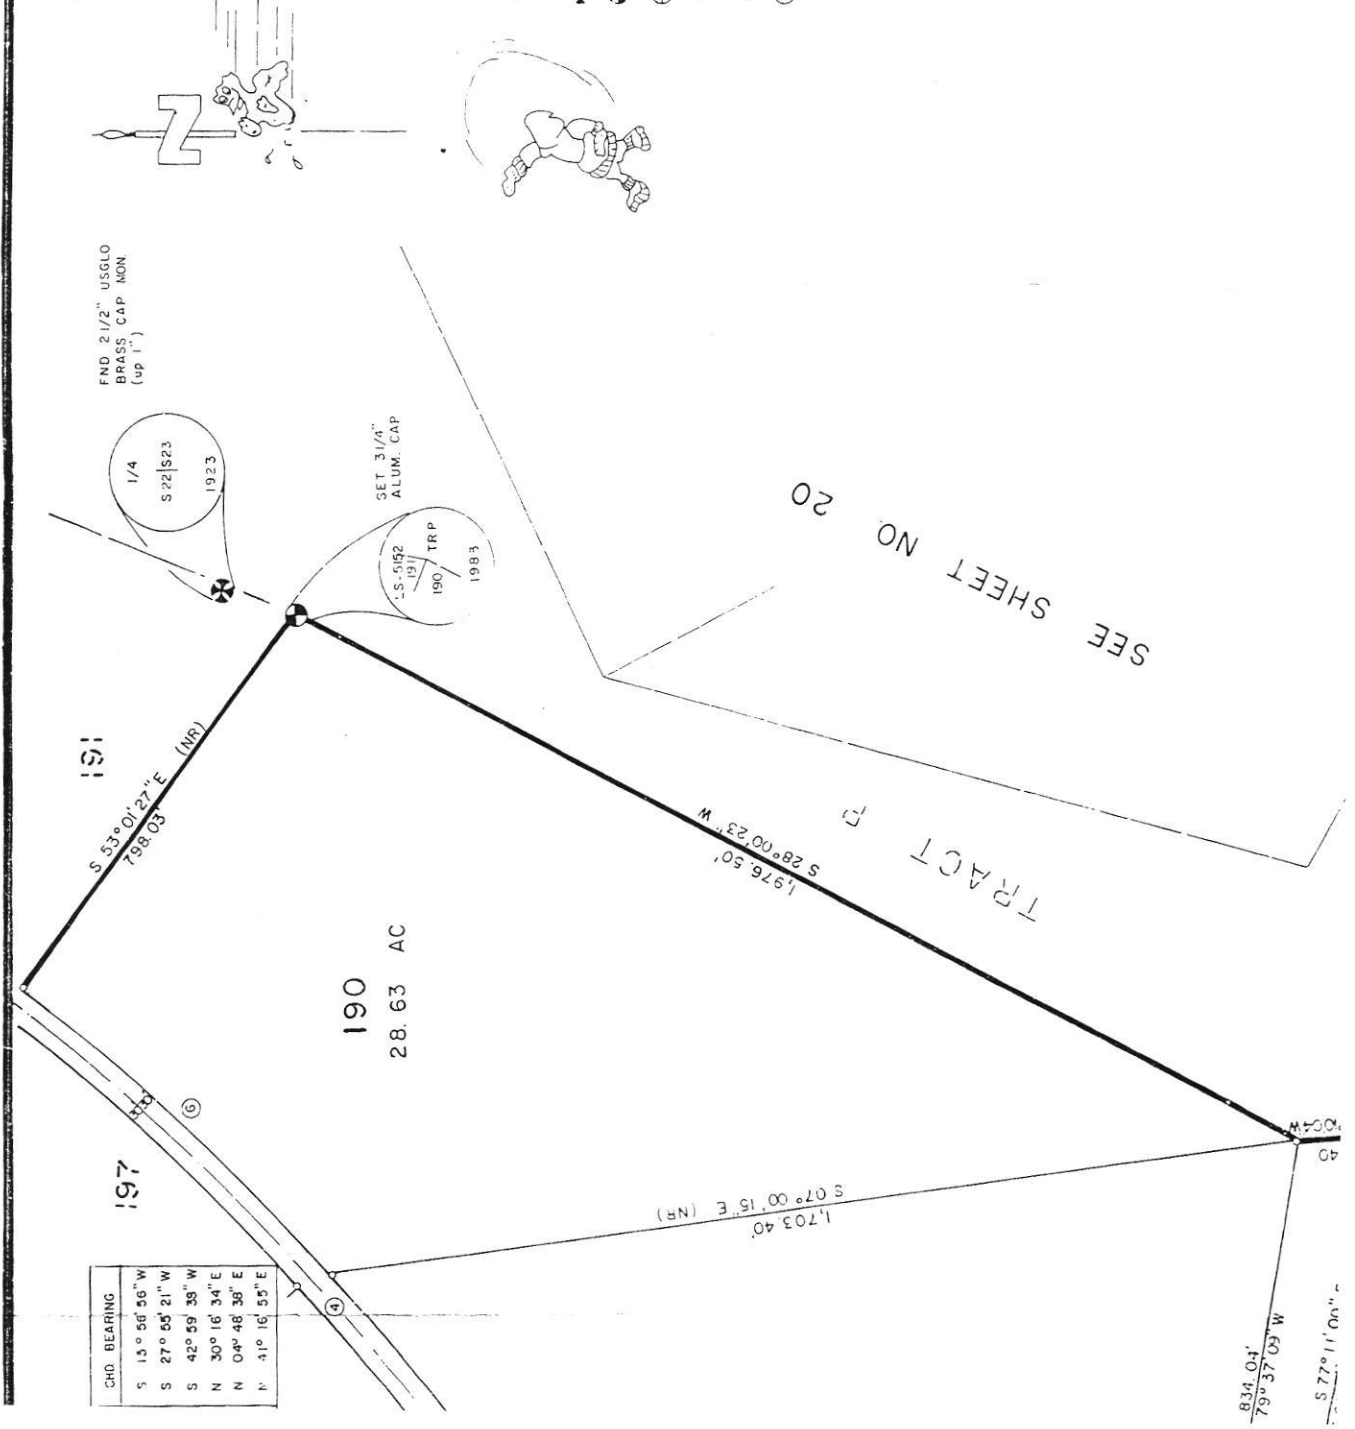 N
FND 2 1/2" USGLO
BRASS CAP MON.
(up 1")
1/4
S22|S23
1923
SET 3 1/4"
ALUM. CAP
LS-5152
191
TR P
190
1983
SEE SHEET NO. 20
191
S 53° 01' 27" E (NR)
798.03'
S 28° 00' 23" W
1,976.50'
TRACT P
190
28.63 AC
30' 30'
6
197
S 07° 00' 15" E (NR)
1,703.40'
4
CHD. BEARING
S 13° 56' 56" W
S 27° 55' 21" W
S 42° 59' 39" W
N 30° 16' 34" E
N 04° 48' 38" E
N 41° 16' 55" E
834.04'
79° 37' 09" W
S 77° 11' 00"
40